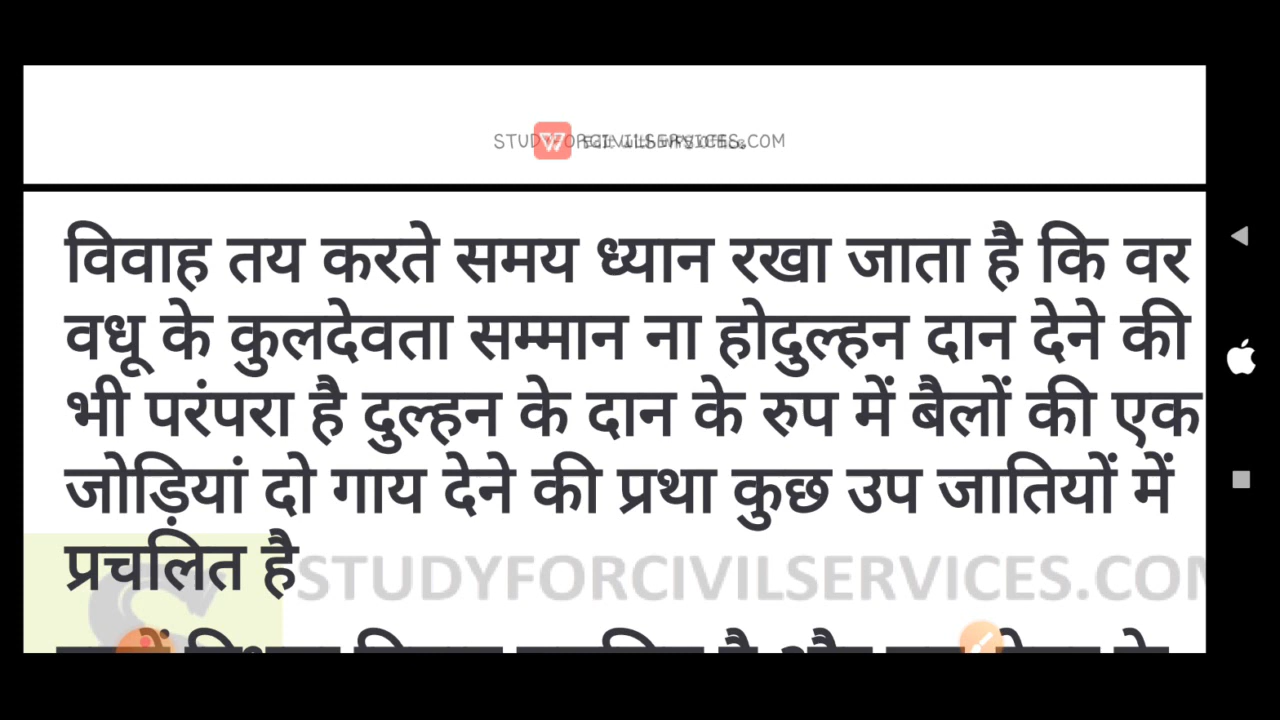 STUDYFORCIVILSERVICES.COM
विवाह तय करते समय ध्यान रखा जाता है कि वर
वधू के कुलदेवता सम्मान ना होदुल्हन दान देने की
भी परंपरा है दुल्हन के दान के रुप में बैलों की एक
जोड़ियां दो गाय देने की प्रथा कुछ उप जातियों में
प्रचलित है
STUDYFORCIVILSERVICES.COM